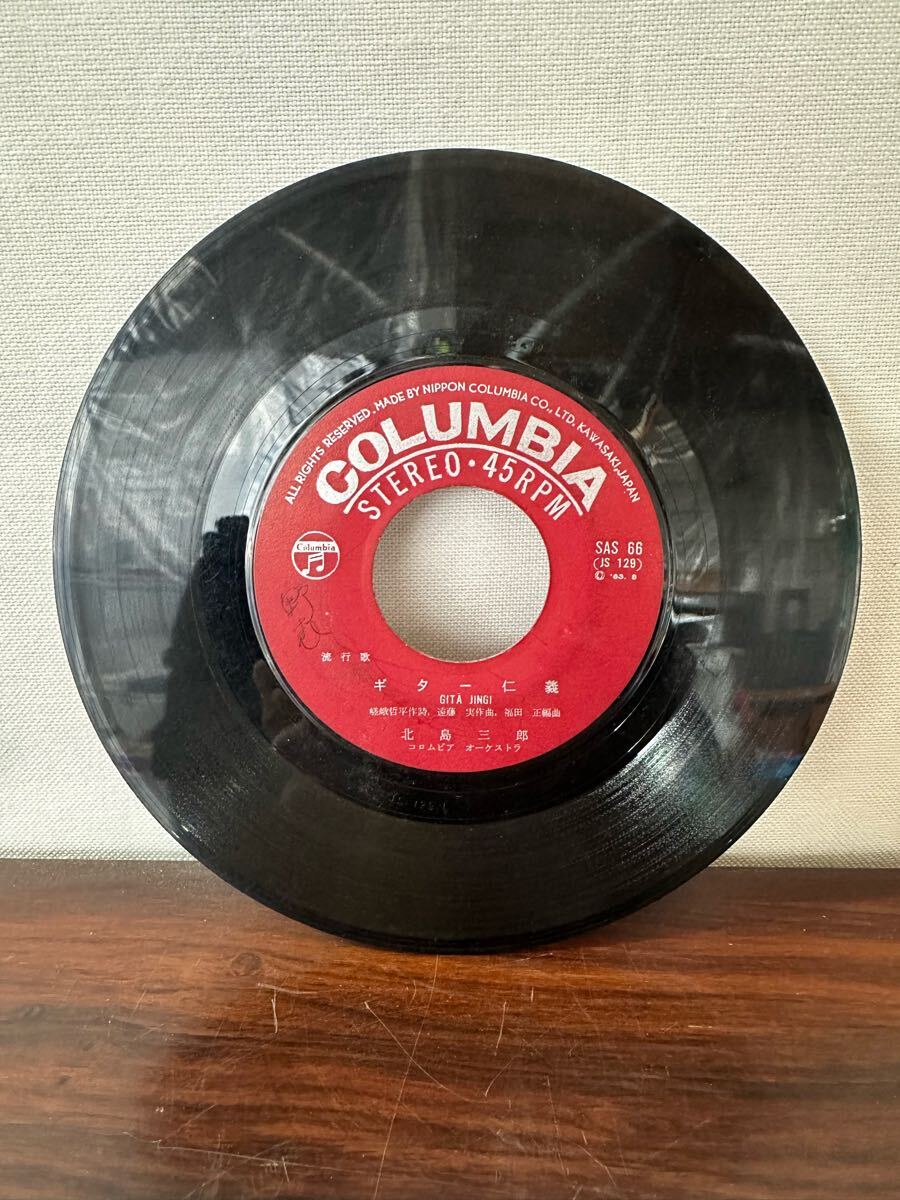 ALL RIGHTS RESERVED. MADE BY NIPPON COLUMBIA CO., LTD. KAWASAKI, JAPAN
COLUMBIA
STEREO・45RPM
Columbia
SAS 66
(JS 129)
流行歌
ギター仁義
GITĀ JINGI
嵯峨哲平作詩, 遠藤 実作曲, 福田 正編曲
北島三郎
コロムビア オーケストラ